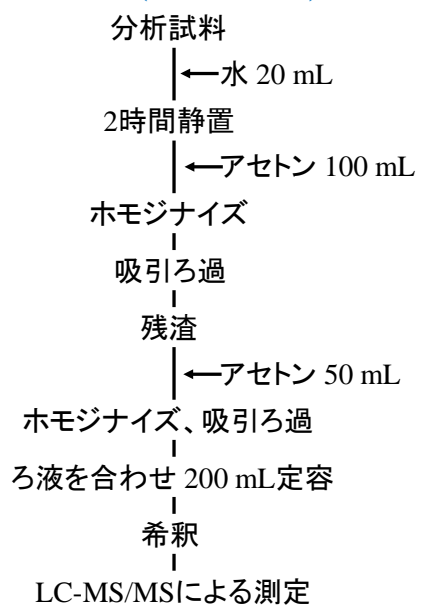 分析試料
←水 20 mL
2時間静置
←アセトン 100 mL
ホモジナイズ
吸引ろ過
残渣
←アセトン 50 mL
ホモジナイズ、吸引ろ過
ろ液を合わせ 200 mL定容
希釈
LC-MS/MSによる測定